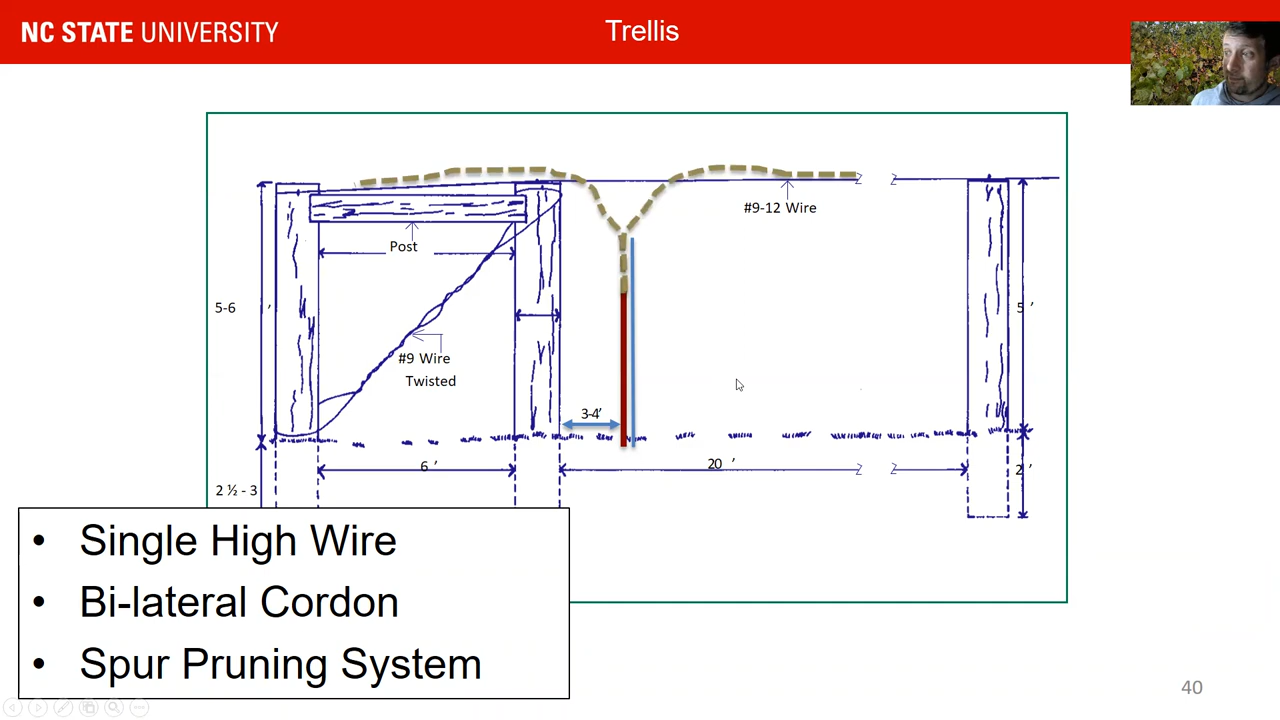 NC STATE UNIVERSITY
Trellis
#9-12 Wire
Post
5-6 '
5 '
#9 Wire
Twisted
3-4'
6 '
20 '
2 '
2 ½ - 3
• Single High Wire
• Bi-lateral Cordon
• Spur Pruning System
40